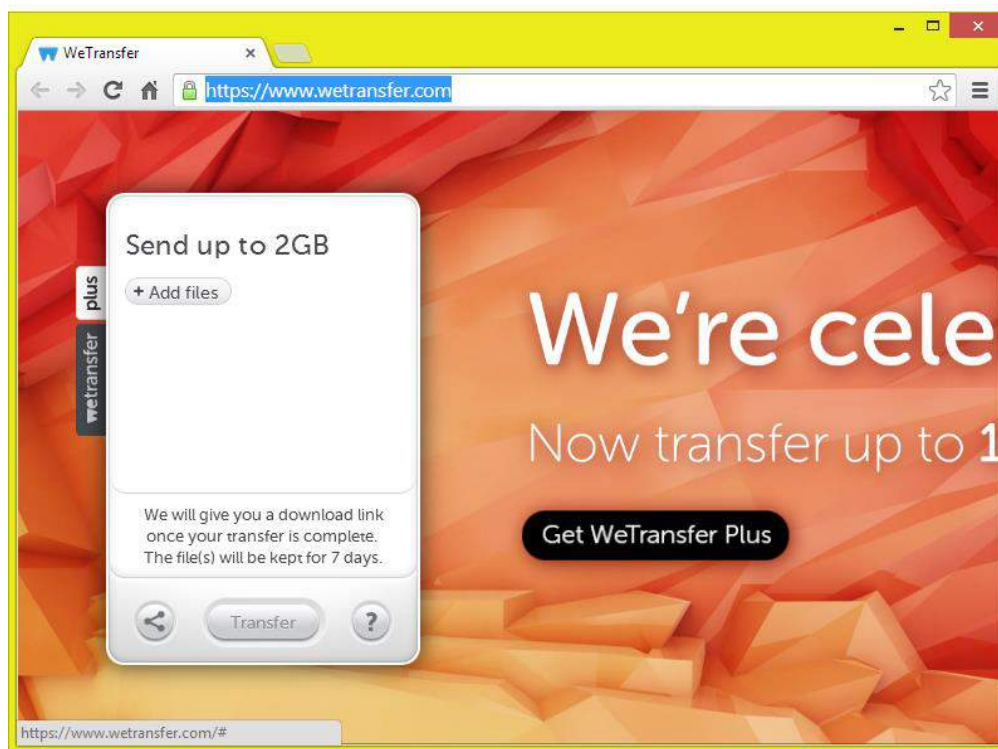 WeTransfer
https://www.wetransfer.com
Send up to 2GB
+ Add files
plus
wetransfer
We're cele
Now transfer up to 1
Get WeTransfer Plus
We will give you a download link
once your transfer is complete.
The file(s) will be kept for 7 days.
Transfer
?
https://www.wetransfer.com/#